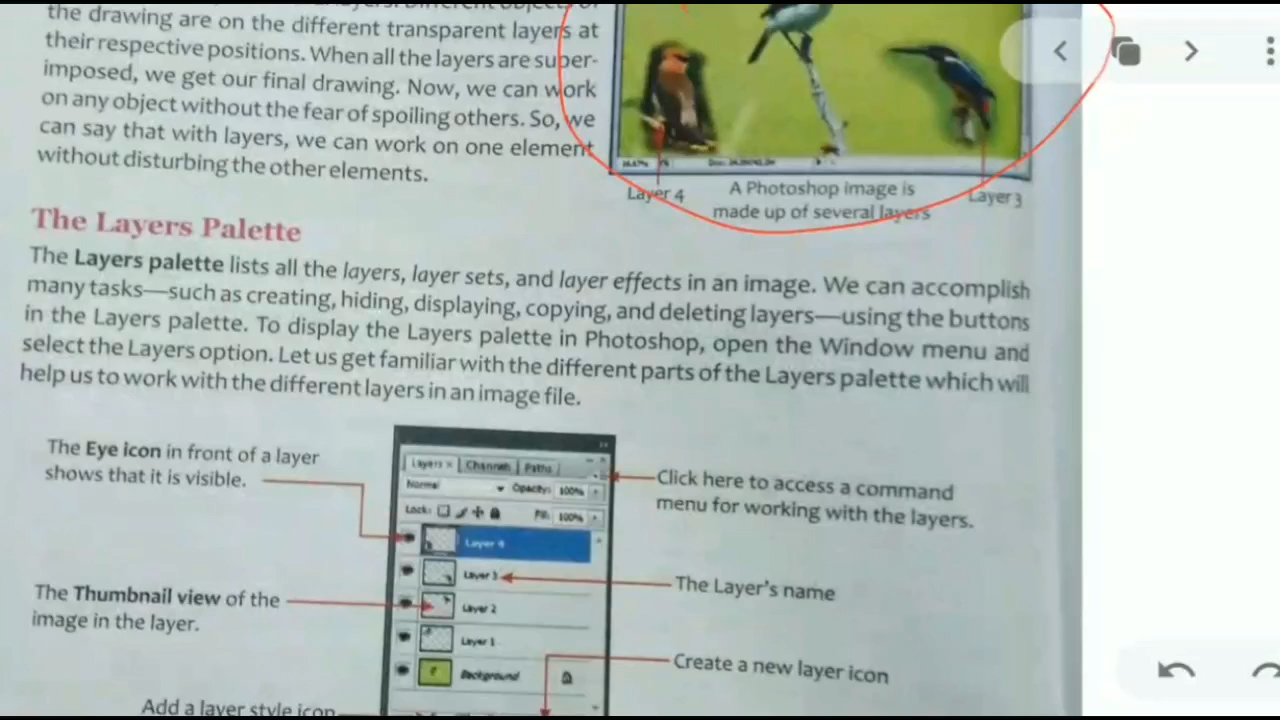 the drawing are on the different transparent layers at
their respective positions. When all the layers are super-
imposed, we get our final drawing. Now, we can work
on any object without the fear of spoiling others. So, we
can say that with layers, we can work on one element
without disturbing the other elements.
Layer 4
A Photoshop image is
made up of several layers
Layer 3
The Layers Palette
The Layers palette lists all the layers, layer sets, and layer effects in an image. We can accomplish
many tasks—such as creating, hiding, displaying, copying, and deleting layers—using the buttons
in the Layers palette. To display the Layers palette in Photoshop, open the Window menu and
select the Layers option. Let us get familiar with the different parts of the Layers palette which will
help us to work with the different layers in an image file.
The Eye icon in front of a layer
shows that it is visible.
The Thumbnail view of the
image in the layer.
Add a layer style icon
Layers × Channels Paths
Normal Opacity: 100%
Lock: Fill: 100%
Layer 4
Layer 3
Layer 2
Layer 1
Background
Click here to access a command
menu for working with the layers.
The Layer's name
Create a new layer icon